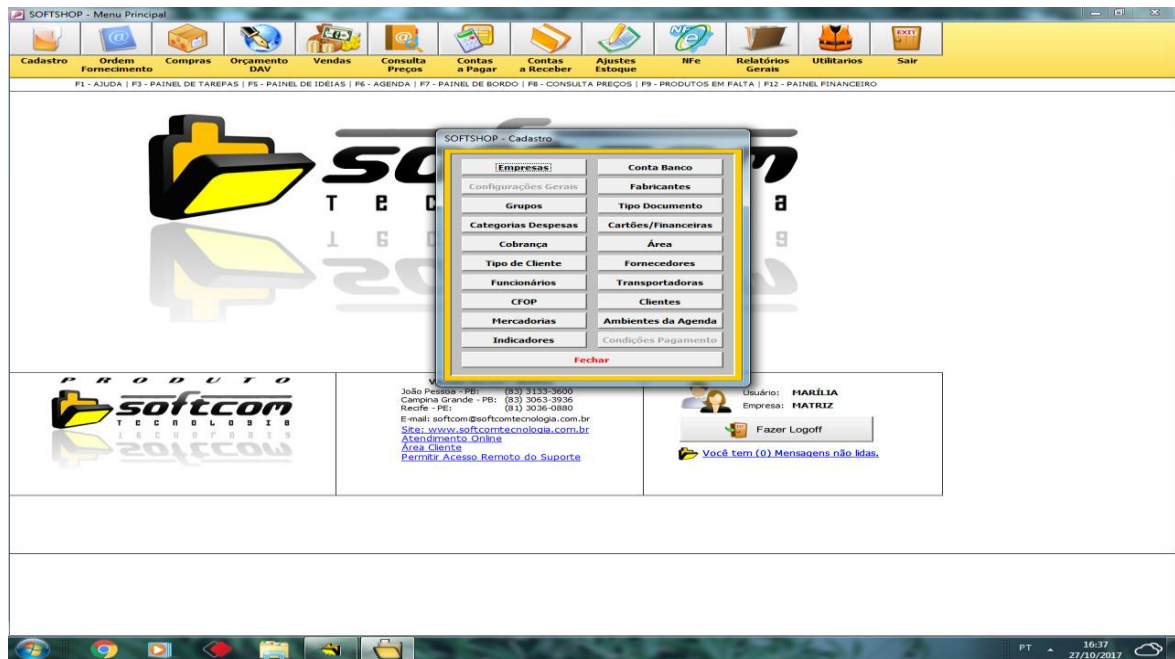 SOFTSHOP - Menu Principal
Cadastro
Ordem Fornecimento
Compras
Orçamento DAV
Vendas
Consulta Preços
Contas a Pagar
Contas a Receber
Ajustes Estoque
NFe
Relatórios Gerais
Utilitarios
EXIT
Sair
F1 - AJUDA | F3 - PAINEL DE TAREFAS | F5 - PAINEL DE IDÉIAS | F6 - AGENDA | F7 - PAINEL DE BORDO | F8 - CONSULTA PREÇOS | F9 - PRODUTOS EM FALTA | F12 - PAINEL FINANCEIRO
SOFTSHOP - Cadastro
Empresas
Conta Banco
Configurações Gerais
Fabricantes
Grupos
Tipo Documento
Categorias Despesas
Cartões/Financeiras
Cobrança
Área
Tipo de Cliente
Fornecedores
Funcionários
Transportadoras
CFOP
Clientes
Mercadorias
Ambientes da Agenda
Indicadores
Condições Pagamento
Fechar
PRODUTO
softcom
TECNOLOGIA
João Pessoa - PB: (83) 3133-3600
Campina Grande - PB: (83) 3063-3936
Recife - PE: (81) 3036-0880
E-mail: softcom@softcomtecnologia.com.br
Site: www.softcomtecnologia.com.br
Atendimento Online
Área Cliente
Permitir Acesso Remoto do Suporte
Usuário: MARÍLIA
Empresa: MATRIZ
Fazer Logoff
Você tem (0) Mensagens não lidas.
PT
16:37
27/10/2017